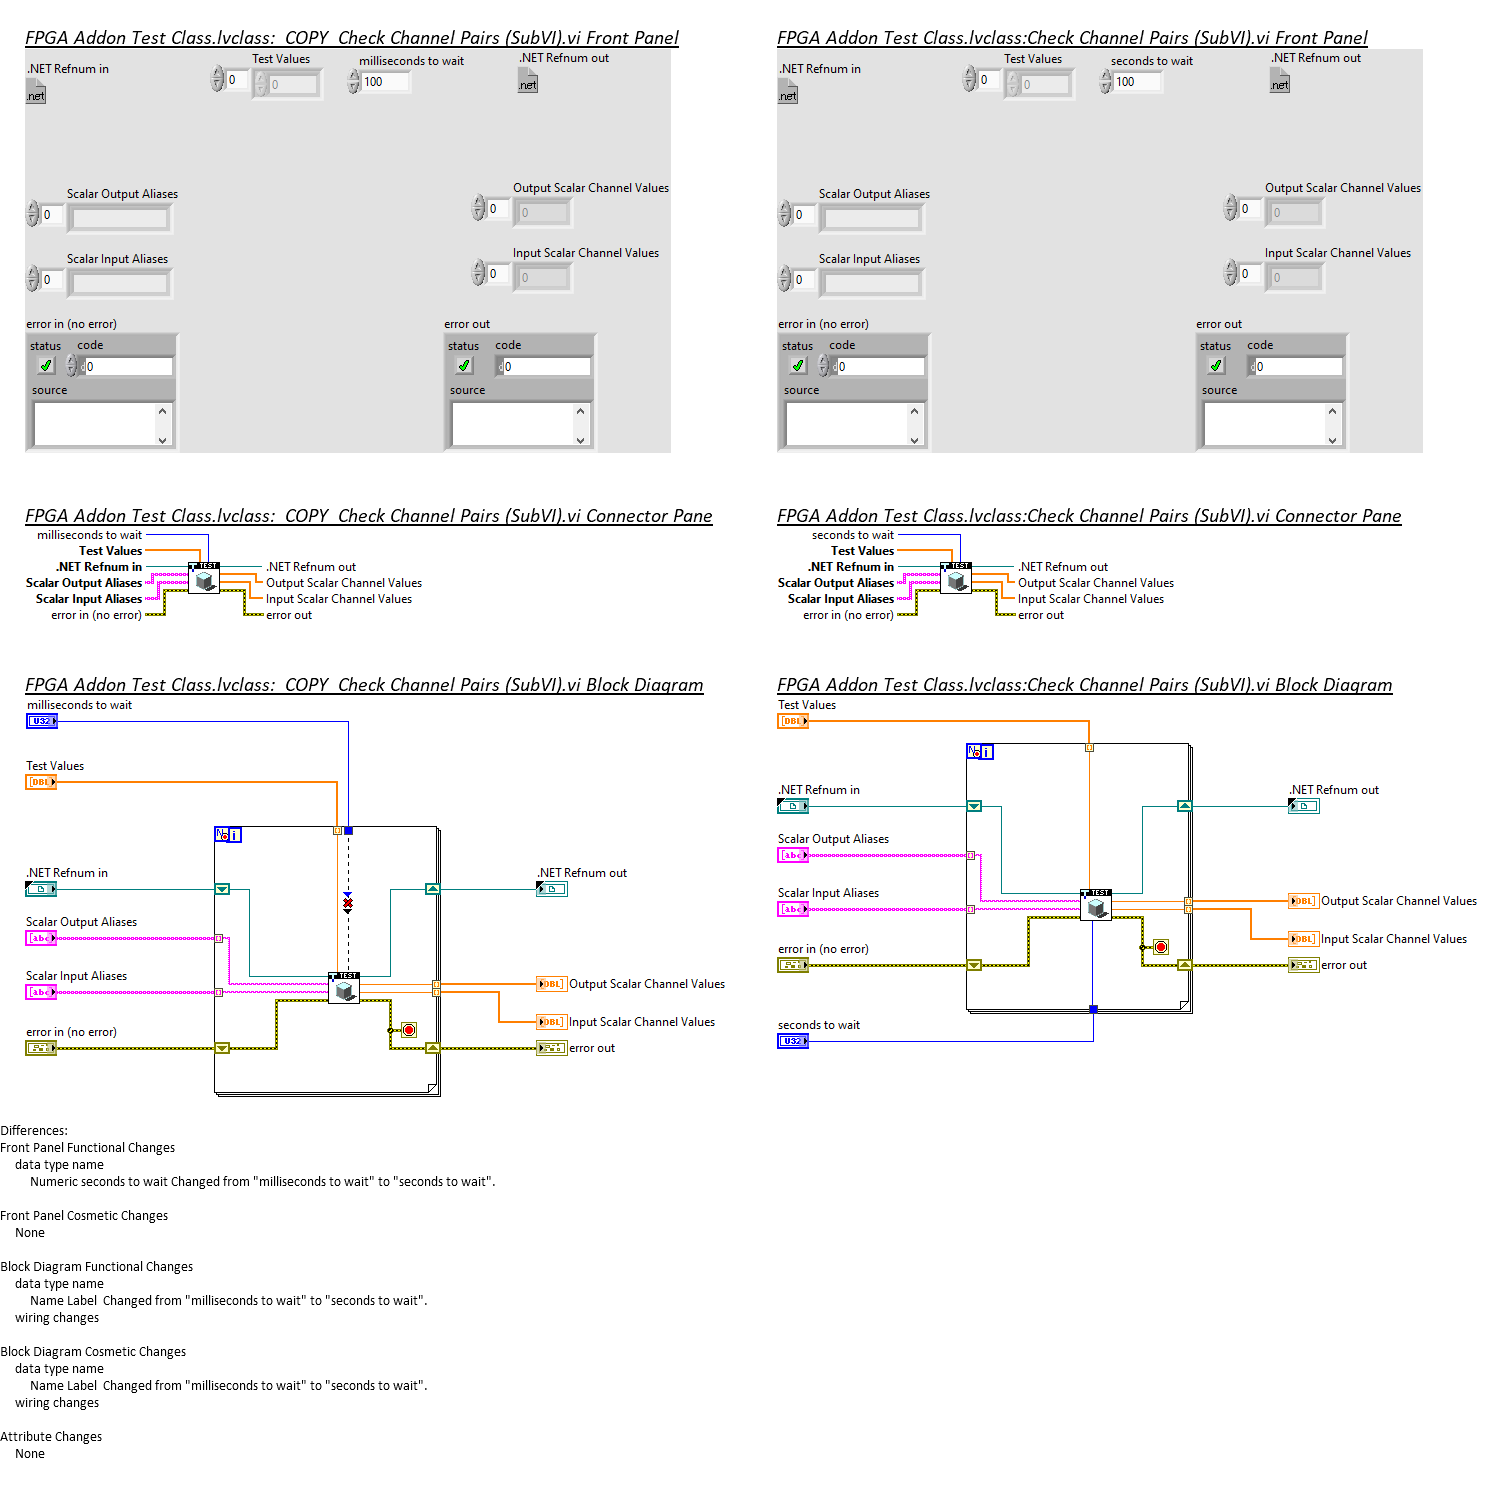 FPGA Addon Test Class.lvclass:  COPY  Check Channel Pairs (SubVI).vi Front Panel
.NET Refnum in
.net
Test Values
0
0
milliseconds to wait
100
.NET Refnum out
.net
Scalar Output Aliases
0
Output Scalar Channel Values
0
0
Scalar Input Aliases
0
Input Scalar Channel Values
0
0
error in (no error)
status
code
d0
source
error out
status
code
d0
source
FPGA Addon Test Class.lvclass:Check Channel Pairs (SubVI).vi Front Panel
.NET Refnum in
.net
Test Values
0
0
seconds to wait
100
.NET Refnum out
.net
Scalar Output Aliases
0
Output Scalar Channel Values
0
0
Scalar Input Aliases
0
Input Scalar Channel Values
0
0
error in (no error)
status
code
d0
source
error out
status
code
d0
source
FPGA Addon Test Class.lvclass:  COPY  Check Channel Pairs (SubVI).vi Connector Pane
milliseconds to wait
Test Values
.NET Refnum in
Scalar Output Aliases
Scalar Input Aliases
error in (no error)
TEST
.NET Refnum out
Output Scalar Channel Values
Input Scalar Channel Values
error out
FPGA Addon Test Class.lvclass:Check Channel Pairs (SubVI).vi Connector Pane
seconds to wait
Test Values
.NET Refnum in
Scalar Output Aliases
Scalar Input Aliases
error in (no error)
TEST
.NET Refnum out
Output Scalar Channel Values
Input Scalar Channel Values
error out
FPGA Addon Test Class.lvclass:  COPY  Check Channel Pairs (SubVI).vi Block Diagram
milliseconds to wait
U32
Test Values
[DBL]
N
i
.NET Refnum in
.NET Refnum out
Scalar Output Aliases
[abc]
Scalar Input Aliases
[abc]
TEST
[DBL]
Output Scalar Channel Values
[DBL]
Input Scalar Channel Values
error in (no error)
error out
FPGA Addon Test Class.lvclass:Check Channel Pairs (SubVI).vi Block Diagram
Test Values
[DBL]
N
i
.NET Refnum in
.NET Refnum out
Scalar Output Aliases
[abc]
Scalar Input Aliases
[abc]
TEST
[DBL]
Output Scalar Channel Values
[DBL]
Input Scalar Channel Values
error in (no error)
error out
seconds to wait
U32
Differences:
Front Panel Functional Changes
data type name
Numeric seconds to wait Changed from "milliseconds to wait" to "seconds to wait".
Front Panel Cosmetic Changes
None
Block Diagram Functional Changes
data type name
Name Label  Changed from "milliseconds to wait" to "seconds to wait".
wiring changes
Block Diagram Cosmetic Changes
data type name
Name Label  Changed from "milliseconds to wait" to "seconds to wait".
wiring changes
Attribute Changes
None